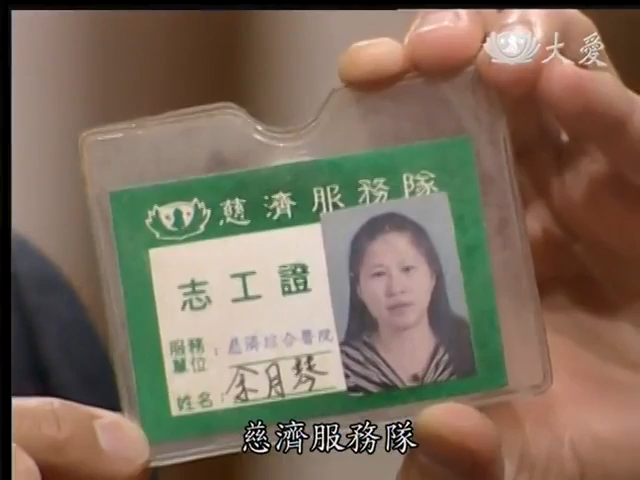 大愛
慈濟服務隊
志工證
服務單位：慈濟綜合醫院
姓名：余月琴
慈濟服務隊